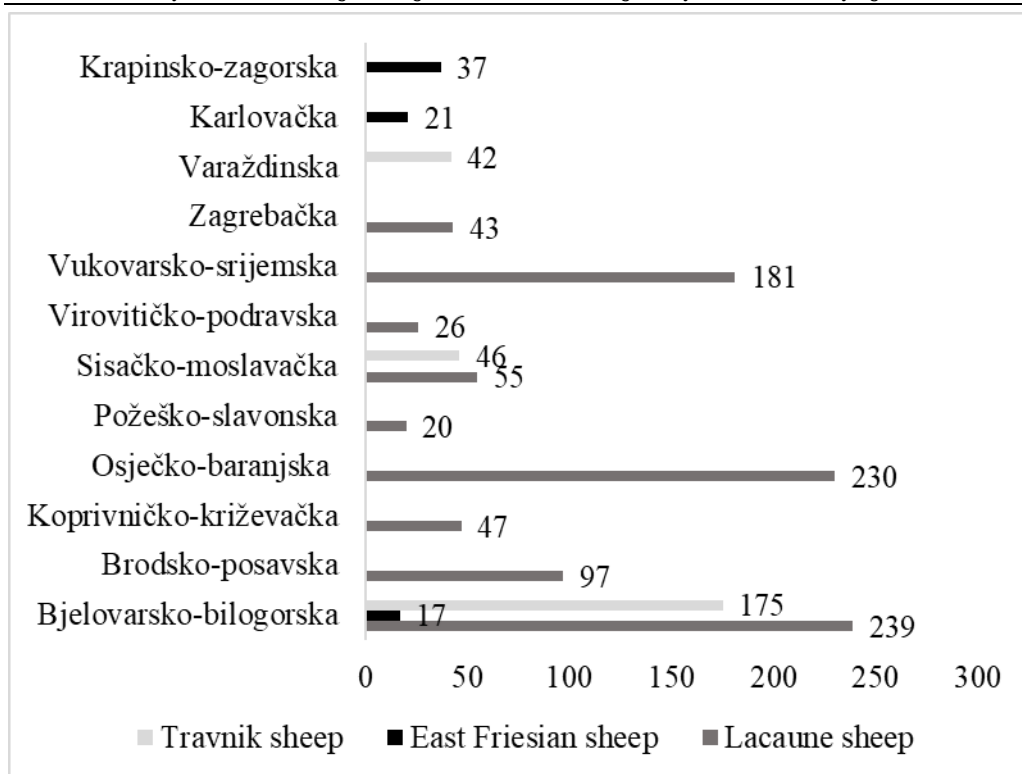 Krapinsko-zagorska 37
Karlovačka 21
Varaždinska 42
Zagrebačka 43
Vukovarsko-srijemska 181
Virovitičko-podravska 26
Sisačko-moslavačka 46 55
Požeško-slavonska 20
Osječko-baranjska 230
Koprivničko-križevačka 47
Brodsko-posavska 97
Bjelovarsko-bilogorska 175 17 239
0 50 100 150 200 250 300
Travnik sheep East Friesian sheep Lacaune sheep